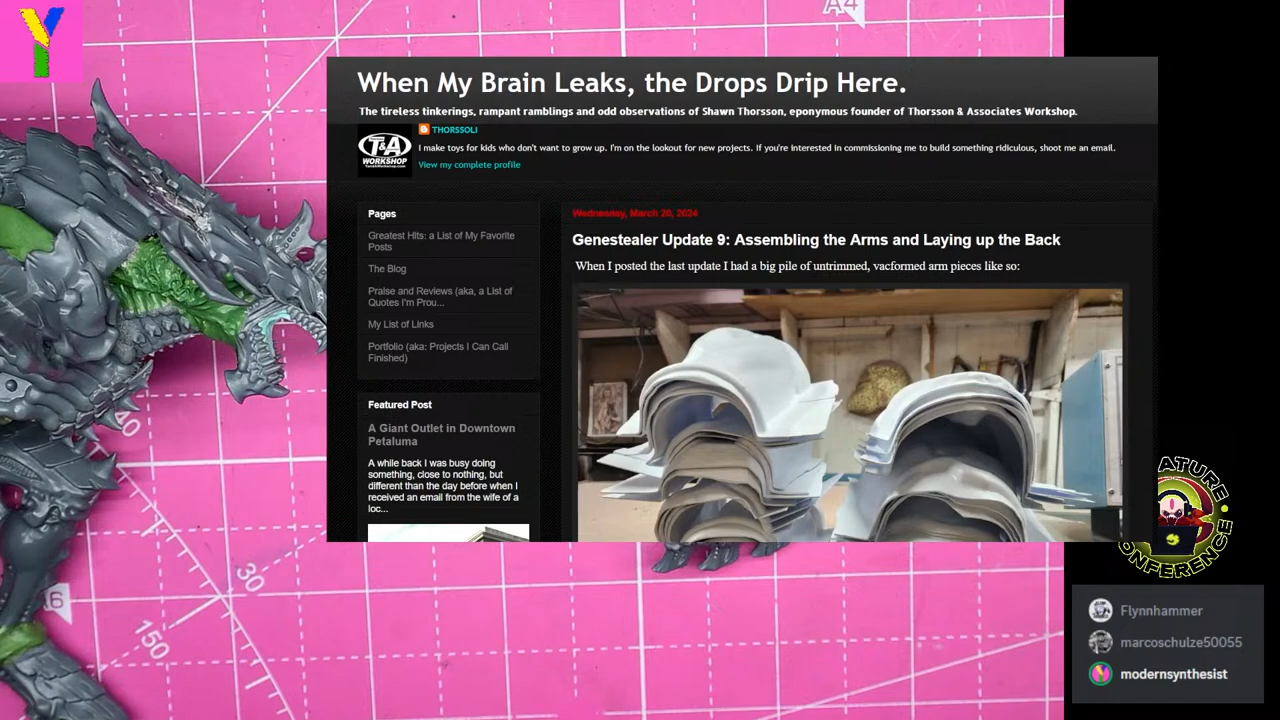 Y
A4
When My Brain Leaks, the Drops Drip Here.
The tireless tinkerings, rampant ramblings and odd observations of Shawn Thorsson, eponymous founder of Thorsson & Associates Workshop.
T&A
WORKSHOP
THORSSOLI
I make toys for kids who don't want to grow up. I'm on the lookout for new projects. If you're interested in commissioning me to build something ridiculous, shoot me an email.
View my complete profile
Pages
Greatest Hits: a List of My Favorite
Posts
The Blog
Praise and Reviews (aka, a List of
Quotes I'm Prou...
My List of Links
Portfolio (aka: Projects I Can Call
Finished)
Featured Post
A Giant Outlet in Downtown
Petaluma
A while back I was busy doing
something, close to nothing, but
different than the day before when I
received an email from the wife of a
loc...
Wednesday, March 20, 2024
Genestealer Update 9: Assembling the Arms and Laying up the Back
When I posted the last update I had a big pile of untrimmed, vacformed arm pieces like so:
40
30
150
A6
ATURE
ONFERENCE
Flynnhammer
marcoschulze50055
modernsynthesist